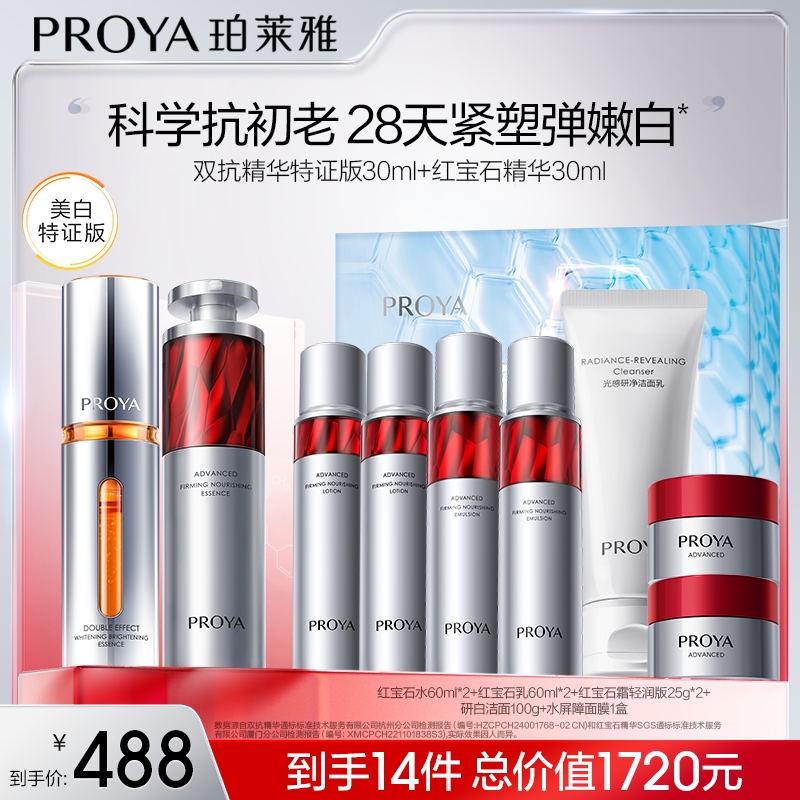 PROYA 珀莱雅
科学抗初老 28天紧塑弹嫩白*
双抗精华特证版30ml+红宝石精华30ml
美白
特证版
PROYA
PROYA
DOUBLE EFFECT
WHITENING BRIGHTENING
ESSENCE
ADVANCED
FIRMING NOURISHING
ESSENCE
PROYA
ADVANCED
FIRMING NOURISHING
LOTION
PROYA
ADVANCED
FIRMING NOURISHING
LOTION
PROYA
ADVANCED
FIRMING NOURISHING
EMULSION
PROYA
ADVANCED
FIRMING NOURISHING
EMULSION
PROYA
RADIANCE-REVEALING
Cleanser
光感研净洁面乳
PROY
PROYA
ADVANCED
PROYA
ADVANCED
红宝石水60ml*2+红宝石乳60ml*2+红宝石霜轻润版25g*2+
研白洁面100g+水屏障面膜1盒
数据源自双抗精华通标标准技术服务有限公司杭州分公司检测报告(编号:HZCPCH24001768-02 CN)和红宝石精华SGS通标标准技术服务
有限公司厦门分公司检测报告(编号:XMCPCH221101838S3),实际效果因人而异。
到手价:
¥488
到手14件 总价值1720元